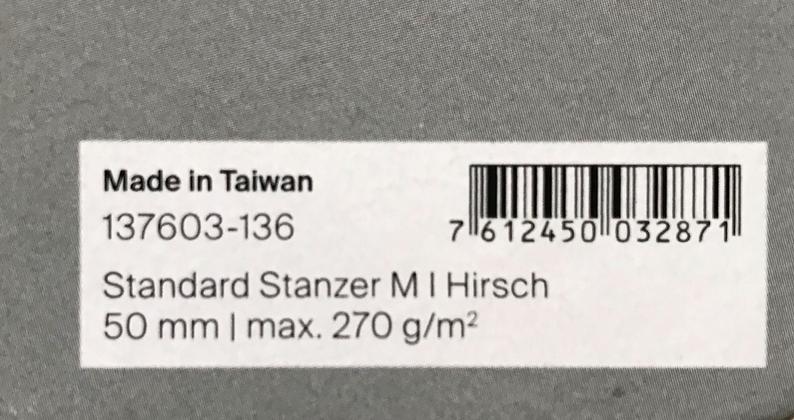 Made in Taiwan
137603-136
7 612450 032871
Standard Stanzer M | Hirsch
50 mm | max. 270 g/m²